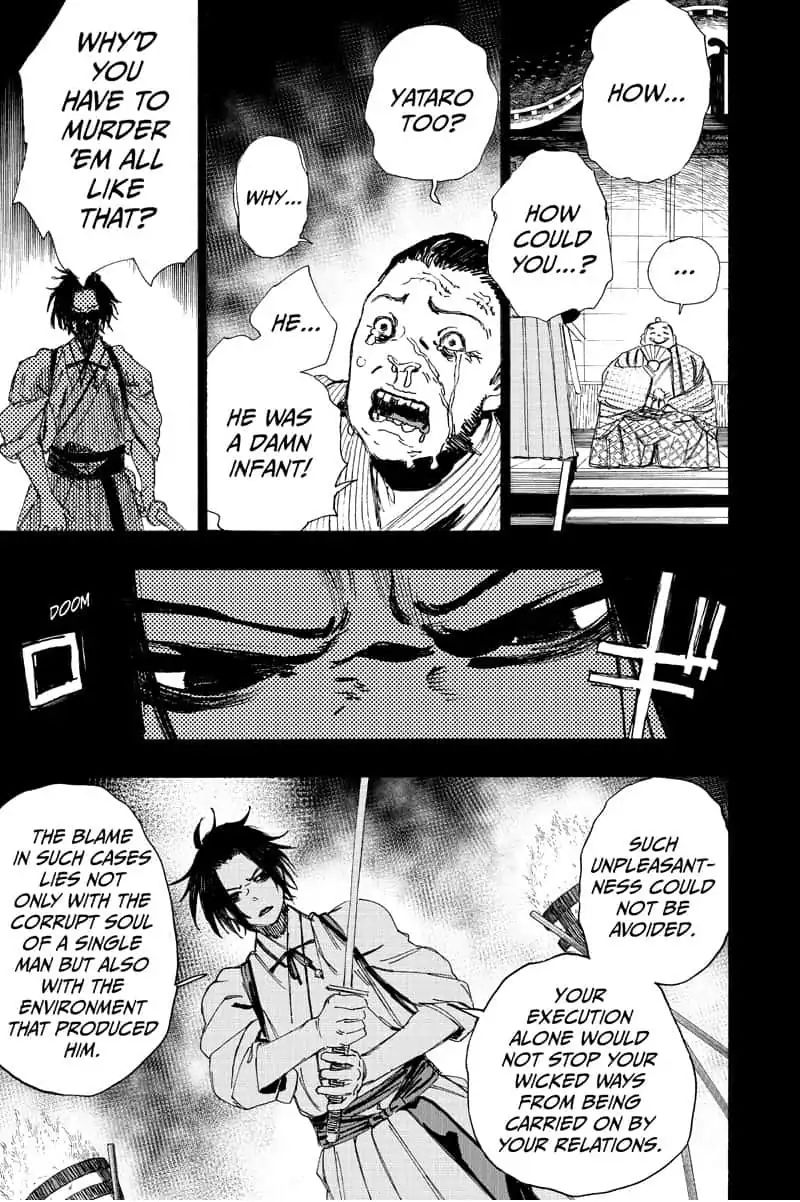 HOW...
HOW
COULD
YOU...?
...
YATARO
TOO?
WHY...
HE...
HE WAS
A DAMN
INFANT!
WHY'D
YOU
HAVE TO
MURDER
'EM ALL
LIKE
THAT?
ギ
DOOM
ロ
SUCH
UNPLEASANT-
NESS COULD
NOT BE
AVOIDED.
YOUR
EXECUTION
ALONE WOULD
NOT STOP YOUR
WICKED WAYS
FROM BEING
CARRIED ON BY
YOUR RELATIONS.
THE BLAME
IN SUCH CASES
LIES NOT
ONLY WITH THE
CORRUPT SOUL
OF A SINGLE
MAN BUT ALSO
WITH THE
ENVIRONMENT
THAT PRODUCED
HIM.